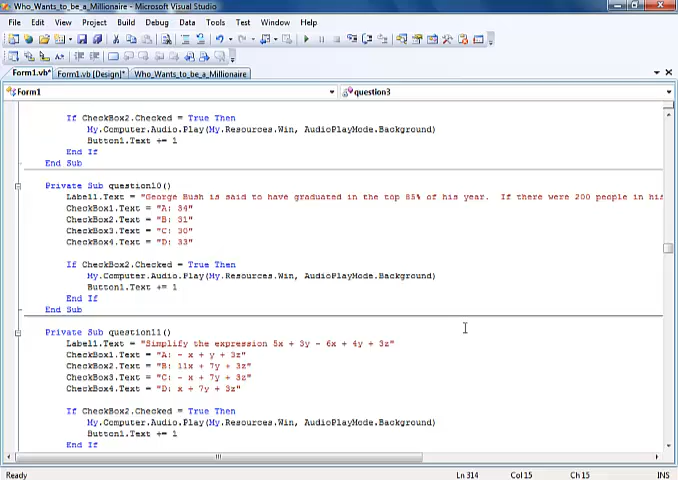 Who_Wants_to_be_a_Millionaire - Microsoft Visual Studio
File Edit View Project Build Debug Data Tools Test Window Help
Form1.vb* Form1.vb [Design]* Who_Wants_to_be_a_Millionaire
Form1 question3
If CheckBox2.Checked = True Then
My.Computer.Audio.Play(My.Resources.Win, AudioPlayMode.Background)
Button1.Text += 1
End If
End Sub
Private Sub question10()
Label1.Text = "George Bush is said to have graduated in the top 85% of his year.  If there were 200 people in his
CheckBox1.Text = "A: 34"
CheckBox2.Text = "B: 31"
CheckBox3.Text = "C: 30"
CheckBox4.Text = "D: 33"
If CheckBox2.Checked = True Then
My.Computer.Audio.Play(My.Resources.Win, AudioPlayMode.Background)
Button1.Text += 1
End If
End Sub
Private Sub question11()
Label1.Text = "Simplify the expression 5x + 3y - 6x + 4y + 3z"
CheckBox1.Text = "A: - x + y + 3z"
CheckBox2.Text = "B: 11x + 7y + 3z"
CheckBox3.Text = "C: - x + 7y + 3z"
CheckBox4.Text = "D: x + 7y + 3z"
If CheckBox2.Checked = True Then
My.Computer.Audio.Play(My.Resources.Win, AudioPlayMode.Background)
Button1.Text += 1
End If
Ready Ln 314 Col 15 Ch 15 INS